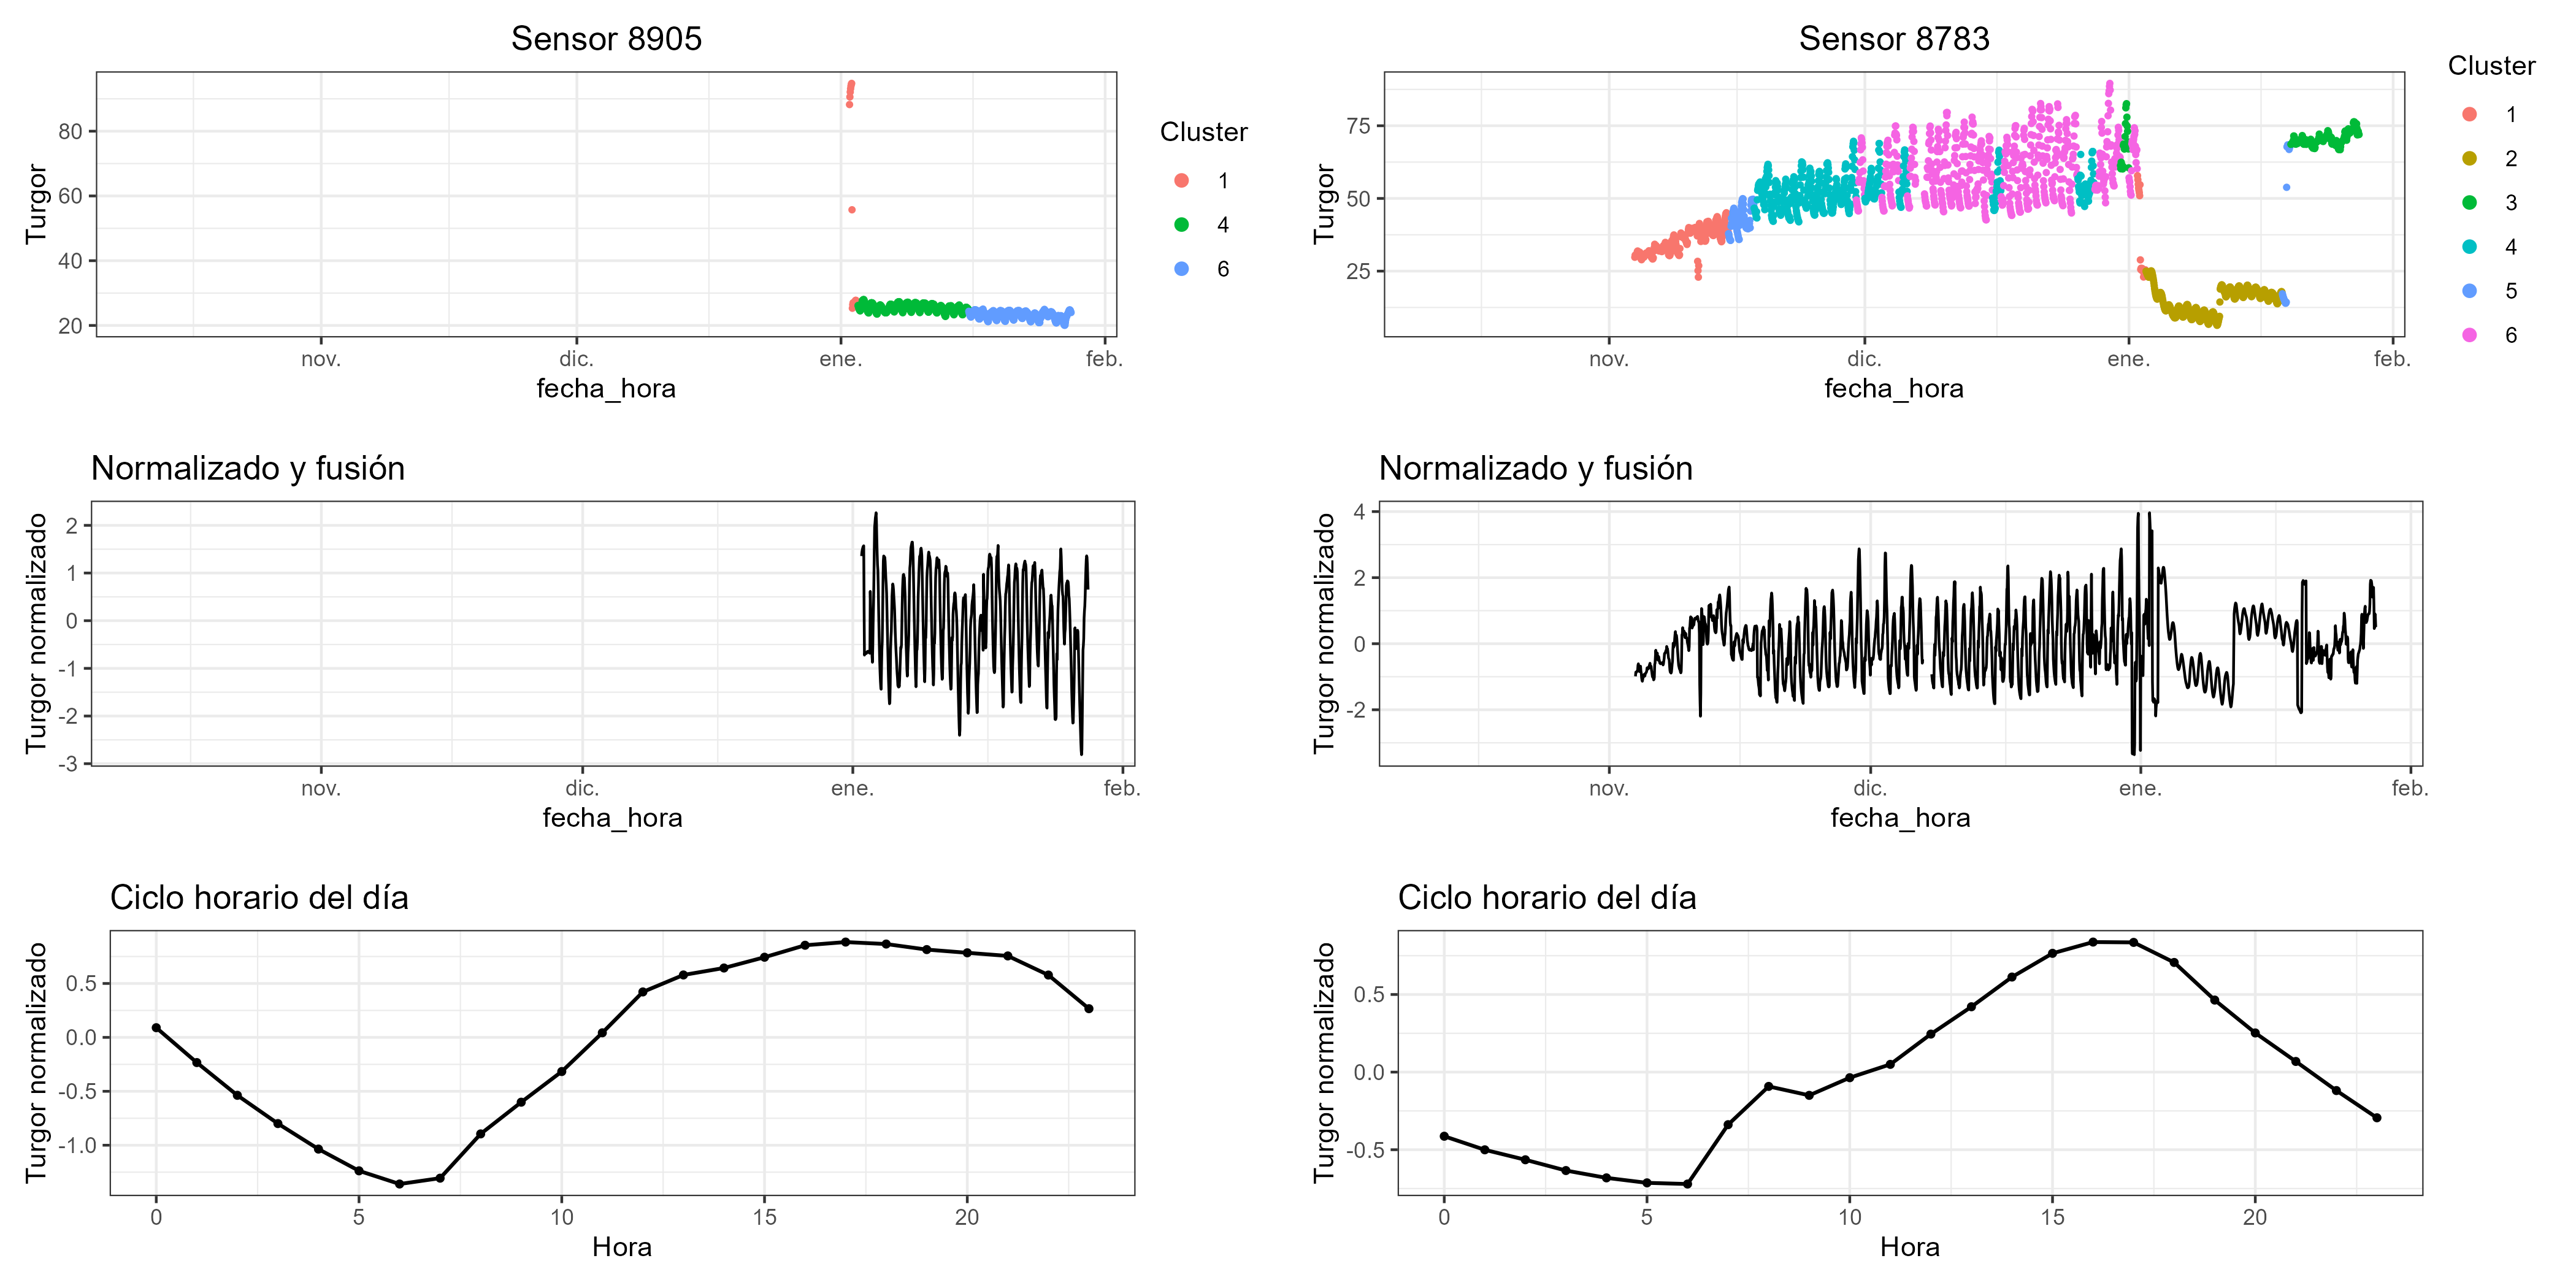 Sensor 8905
Turgor
80
60
40
20
nov.
dic.
ene.
feb.
fecha_hora
Cluster
1
4
6
Sensor 8783
Turgor
75
50
25
nov.
dic.
ene.
feb.
fecha_hora
Cluster
1
2
3
4
5
6
Normalizado y fusión
Turgor normalizado
2
1
0
-1
-2
-3
nov.
dic.
ene.
feb.
fecha_hora
Normalizado y fusión
Turgor normalizado
4
2
0
-2
nov.
dic.
ene.
feb.
fecha_hora
Ciclo horario del día
Turgor normalizado
0.5
0.0
-0.5
-1.0
0
5
10
15
20
Hora
Ciclo horario del día
Turgor normalizado
0.5
0.0
-0.5
0
5
10
15
20
Hora